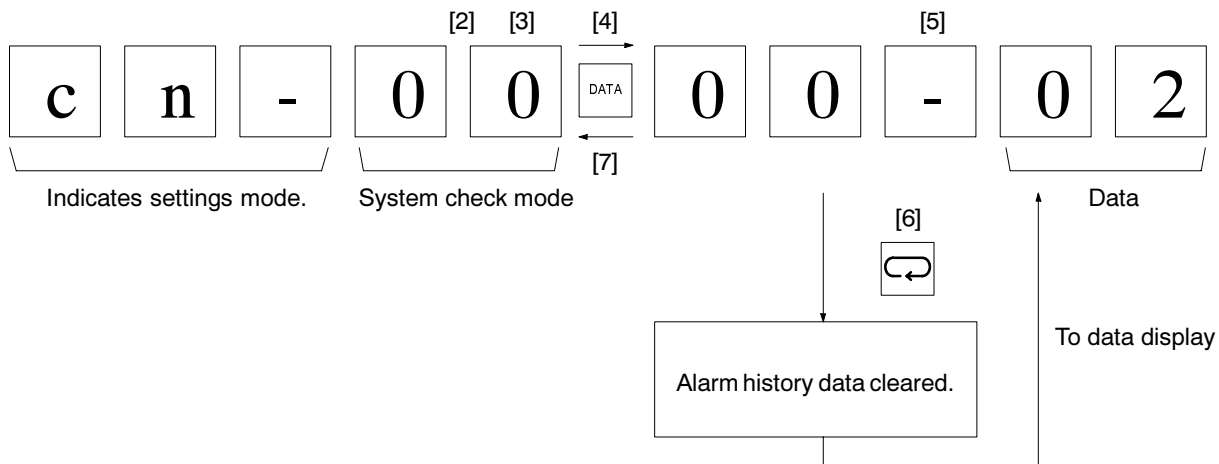 [2] [3] [4] [5]
c n - 0 0 DATA 0 0 - 0 2
[7]
Indicates settings mode. System check mode Data
[6]
To data display
Alarm history data cleared.